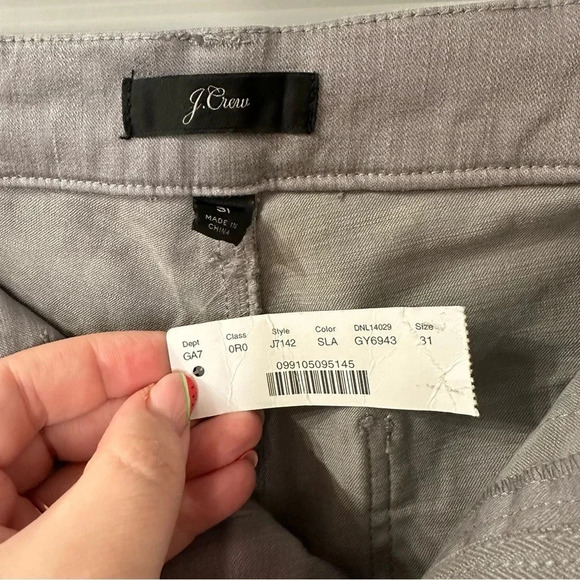 J.Crew
31
MADE IN
CHINA
Dept Class Style Color DNL14029 Size
GA7 0R0 J7142 SLA GY6943 31
099105095145